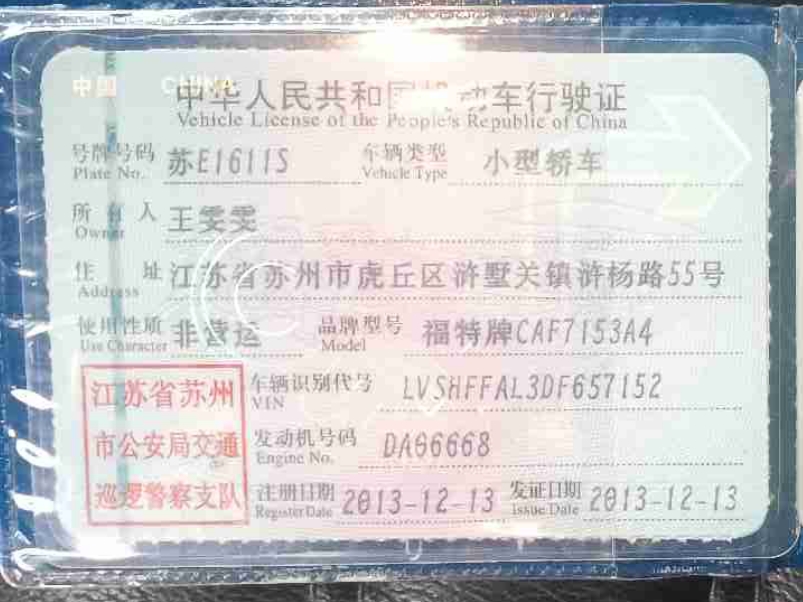 中国 CHINA
中华人民共和国机动车行驶证
Vehicle License of the People's Republic of China
号牌号码 苏E1611S 车辆类型 小型轿车
Plate No. Vehicle Type
所有人 王雯雯
Owner
住址 江苏省苏州市虎丘区浒墅关镇浒杨路55号
Address
使用性质 非营运 品牌型号 福特牌CAF7153A4
Use Character Model
江苏省苏州
市公安局交通
巡逻警察支队
车辆识别代号 LVSHFFAL3DF657152
VIN
发动机号码 DA66668
Engine No.
注册日期 2013-12-13 发证日期 2013-12-13
Register Date Issue Date